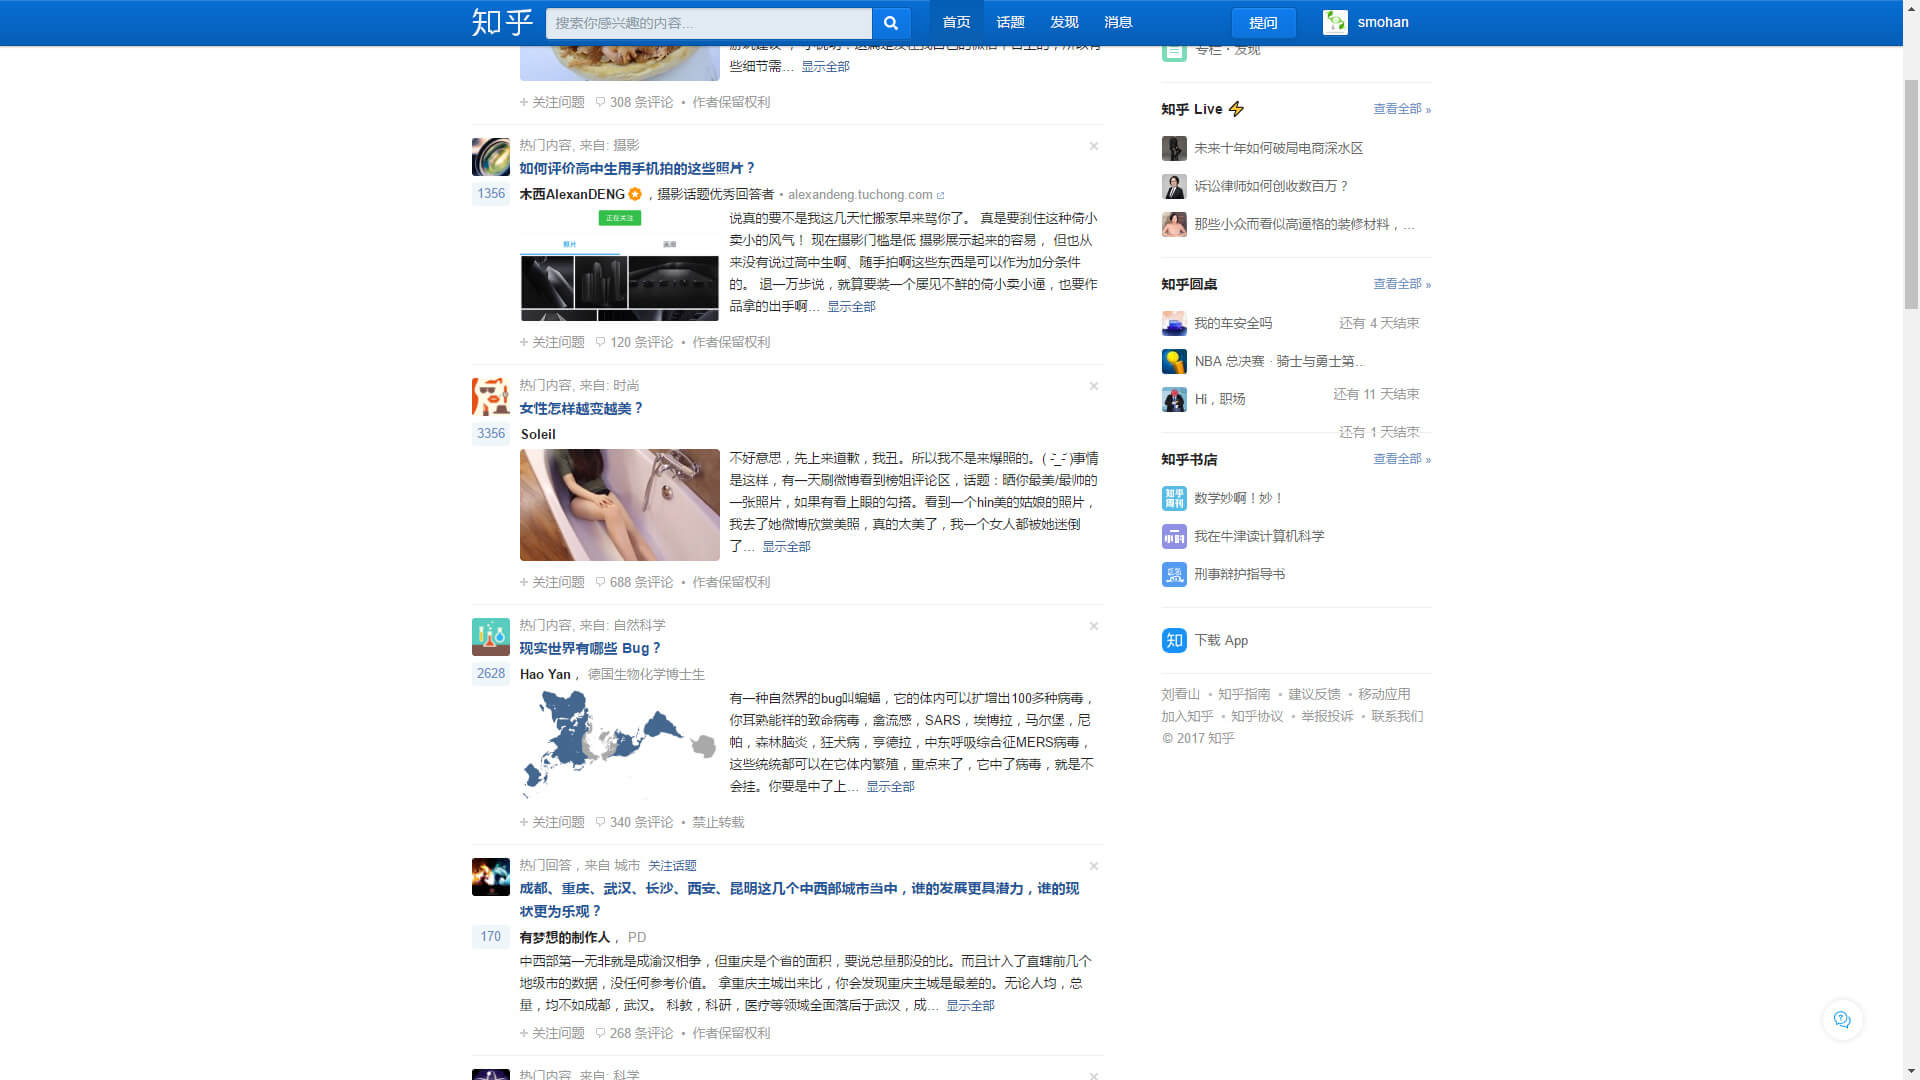 知乎
搜索你感兴趣的内容...
首页 话题 发现 消息
提问
smohan
些细节需... 显示全部
关注问题 308 条评论 • 作者保留权利
热门内容, 来自: 摄影
如何评价高中生用手机拍的这些照片？
1356
木西AlexanDENG ，摄影话题优秀回答者 • alexandeng.tuchong.com
正在关注
照片 画廊
说真的要不是我这几天忙搬家早来骂你了。 真是要刹住这种倚小
卖小的风气！ 现在摄影门槛是低 摄影展示起来的容易， 但也从
来没有说过高中生啊、随手拍啊这些东西是可以作为加分条件
的。 退一万步说，就算要装一个屡见不鲜的倚小卖小逼，也要作
品拿的出手啊... 显示全部
关注问题 120 条评论 • 作者保留权利
热门内容, 来自: 时尚
女性怎样越变越美？
3356
Soleil
不好意思，先上来道歉，我丑。所以我不是来爆照的。( -̆_-̆ )事情
是这样，有一天刷微博看到榜姐评论区，话题：晒你最美/最帅的
一张照片，如果有看上眼的勾搭。看到一个hin美的姑娘的照片，
我去了她微博欣赏美照，真的太美了，我一个女人都被她迷倒
了... 显示全部
关注问题 688 条评论 • 作者保留权利
热门内容, 来自: 自然科学
现实世界有哪些 Bug？
2628
Hao Yan， 德国生物化学博士生
有一种自然界的bug叫蝙蝠，它的体内可以扩增出100多种病毒，
你耳熟能祥的致命病毒，禽流感，SARS，埃博拉，马尔堡，尼
帕，森林脑炎，狂犬病，亨德拉，中东呼吸综合征MERS病毒，
这些统统都可以在它体内繁殖，重点来了，它中了病毒，就是不
会挂。你要是中了上... 显示全部
关注问题 340 条评论 • 禁止转载
热门回答，来自 城市 关注话题
成都、重庆、武汉、长沙、西安、昆明这几个中西部城市当中，谁的发展更具潜力，谁的现
状更为乐观？
170
有梦想的制作人， PD
中西部第一无非就是成渝汉相争，但重庆是个省的面积，要说总量那没的比。而且计入了直辖前几个
地级市的数据，没任何参考价值。 拿重庆主城出来比，你会发现重庆主城是最差的。无论人均，总
量，均不如成都，武汉。 科教，科研，医疗等领域全面落后于武汉，成... 显示全部
关注问题 268 条评论 • 作者保留权利
热门内容, 来自: 科学
专栏 · 发现
知乎 Live 查看全部 »
未来十年如何破局电商深水区
诉讼律师如何创收数百万？
那些小众而看似高逼格的装修材料，...
知乎圆桌 查看全部 »
我的车安全吗 还有 4 天结束
NBA 总决赛 · 骑士与勇士第...
还有 11 天结束
Hi，职场
还有 1 天结束
知乎书店 查看全部 »
知乎周刊
数学妙啊！妙！
一小时
我在牛津读计算机科学
刑事辩护指导书
知
下载 App
刘看山 • 知乎指南 • 建议反馈 • 移动应用
加入知乎 • 知乎协议 • 举报投诉 • 联系我们
© 2017 知乎